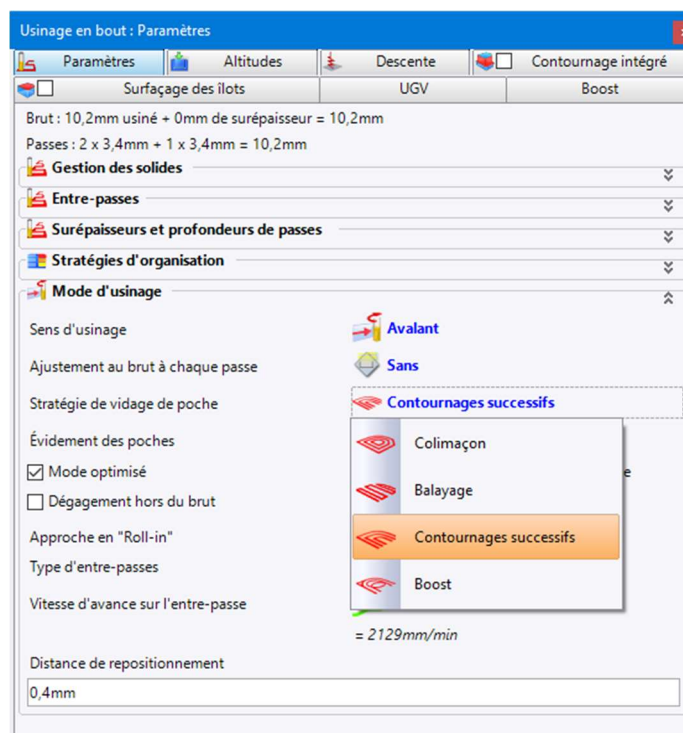 Usinage en bout : Paramètres
Paramètres Altitudes Descente Contournage intégré
Surfaçage des îlots UGV Boost
Brut : 10,2mm usiné + 0mm de surépaisseur = 10,2mm
Passes : 2 x 3,4mm + 1 x 3,4mm = 10,2mm
Gestion des solides
Entre-passes
Surépaisseurs et profondeurs de passes
Stratégies d'organisation
Mode d'usinage
Sens d'usinage Avalant
Ajustement au brut à chaque passe Sans
Stratégie de vidage de poche Contournages successifs
Évidement des poches
Colimaçon
Mode optimisé
Balayage
Dégagement hors du brut
Approche en "Roll-in"
Contournages successifs
Type d'entre-passes
Boost
Vitesse d'avance sur l'entre-passe
= 2129mm/min
Distance de repositionnement
0,4mm